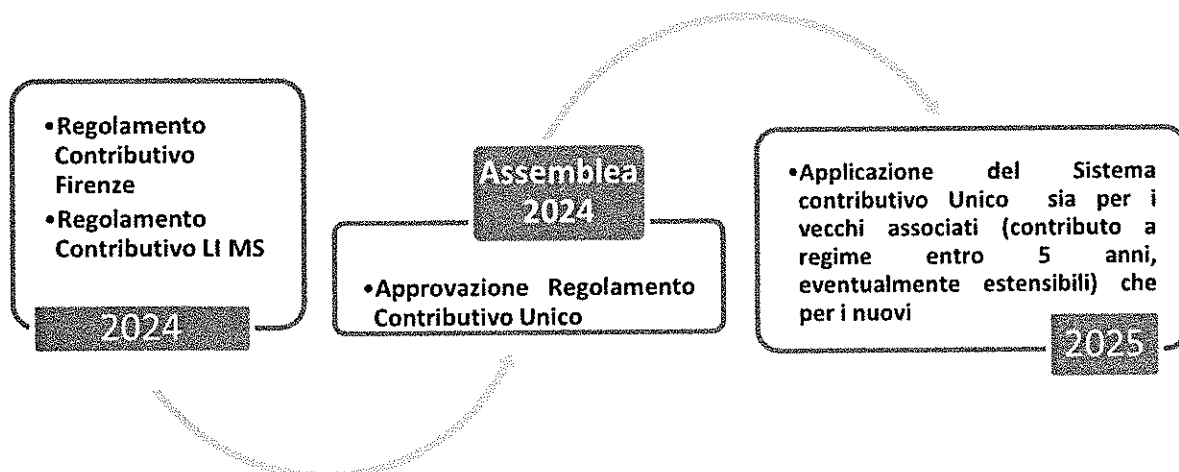 •Regolamento
Contributivo
Firenze
•Regolamento
Contributivo LI MS
2024
Assemblea
2024
•Approvazione Regolamento
Contributivo Unico
•Applicazione del Sistema
contributivo Unico sia per i
vecchi associati (contributo a
regime entro 5 anni,
eventualmente estensibili) che
per i nuovi
2025